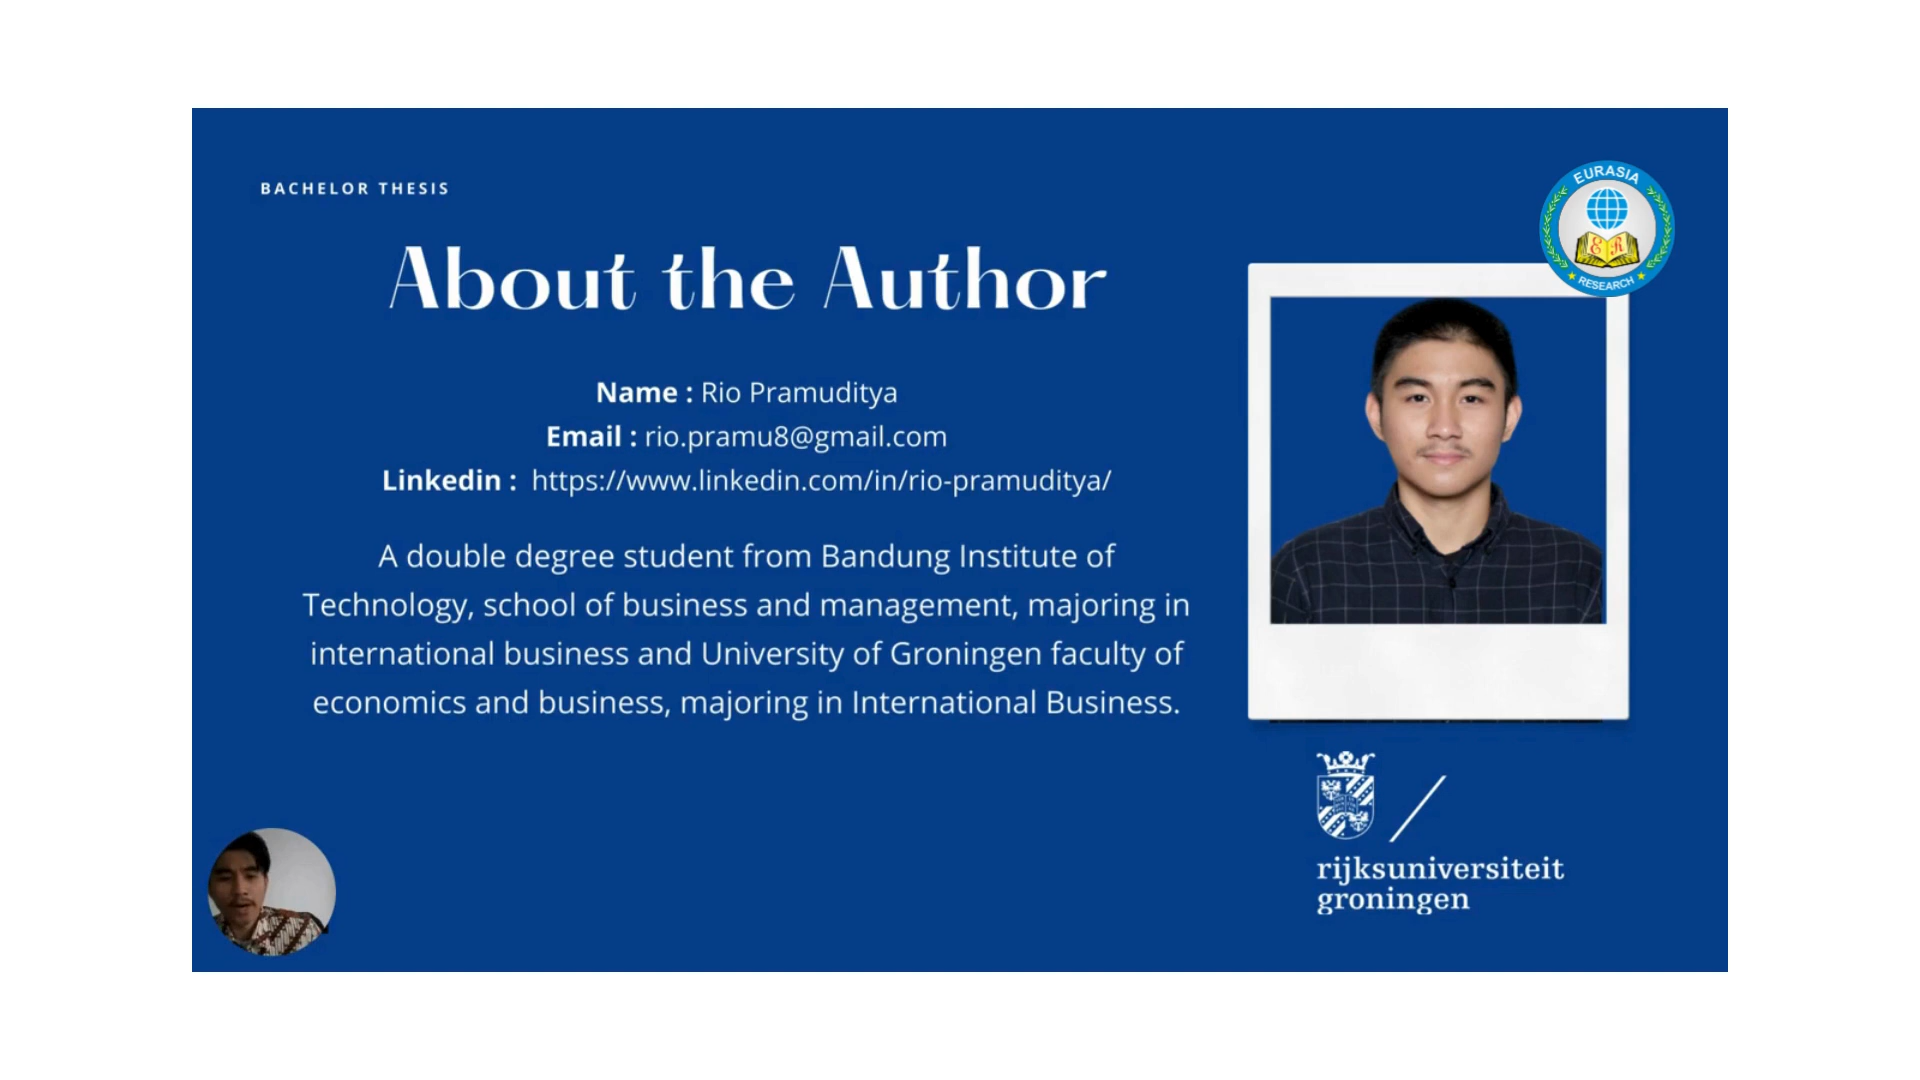 BACHELOR THESIS
EURASIA
E R
RESEARCH
About the Author
Name : Rio Pramuditya
Email : rio.pramu8@gmail.com
Linkedin : https://www.linkedin.com/in/rio-pramuditya/
A double degree student from Bandung Institute of
Technology, school of business and management, majoring in
international business and University of Groningen faculty of
economics and business, majoring in International Business.
rijksuniversiteit
groningen